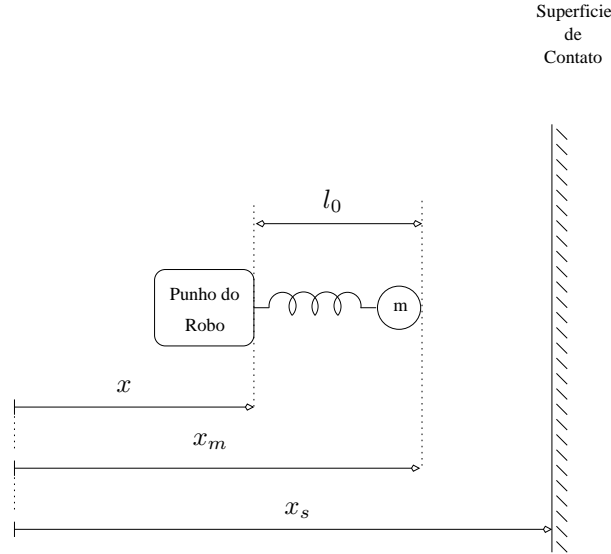 Superficie
de
Contato
l₀
Punho do
Robo
m
x
xₘ
xₛ